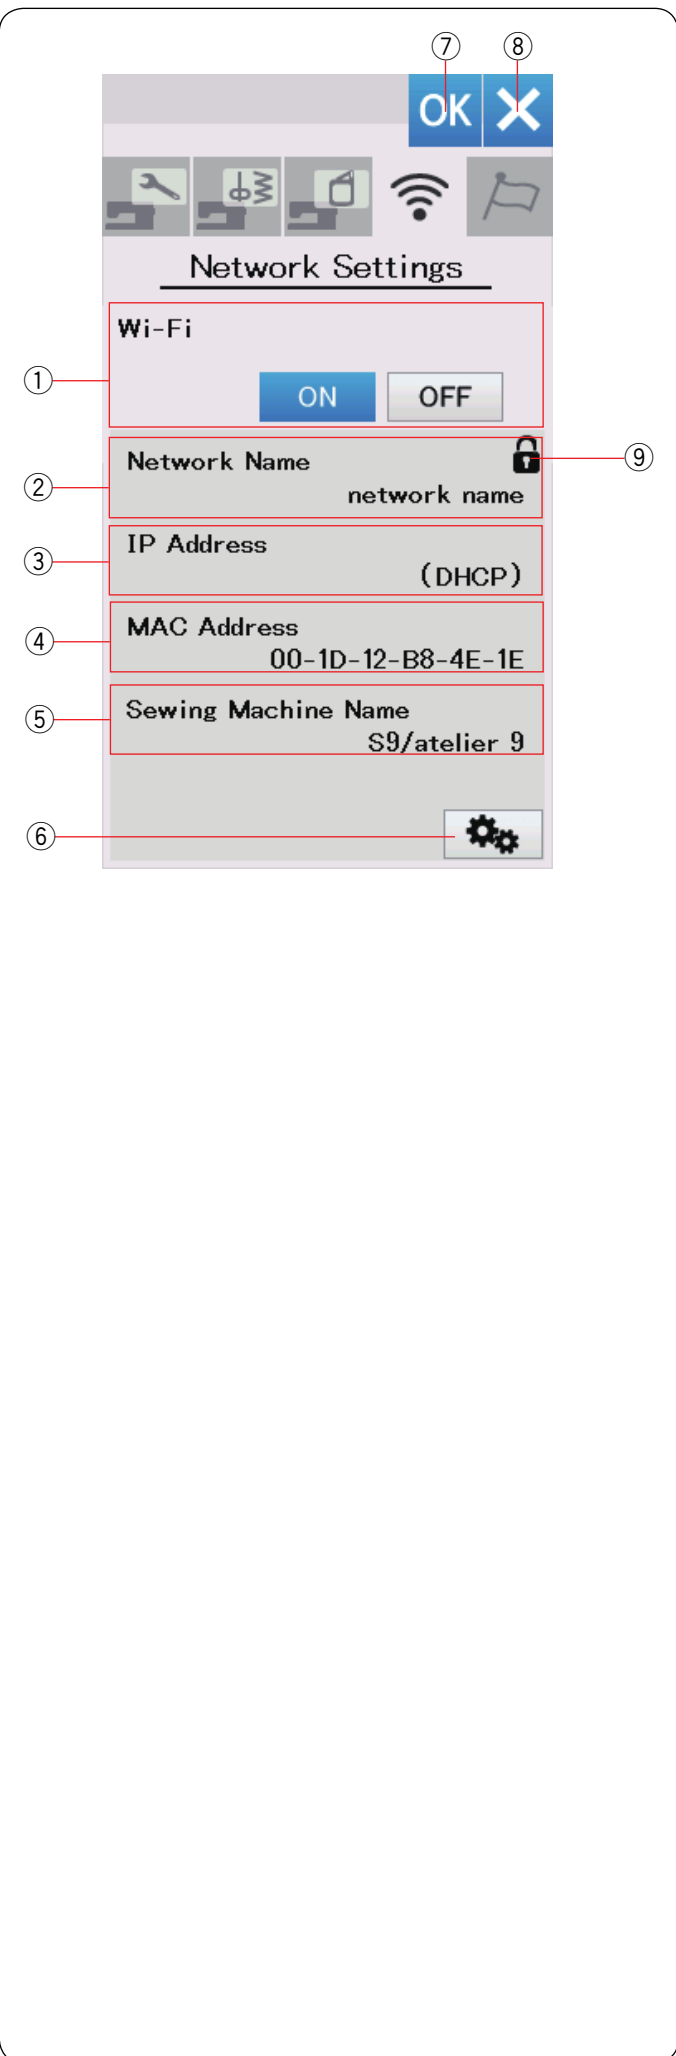 ⑦ ⑧
OK
Network Settings
Wi-Fi
①
ON OFF
Network Name
⑨
②
network name
IP Address
③
(DHCP)
MAC Address
④
00-1D-12-B8-4E-1E
Sewing Machine Name
⑤
S9/atelier 9
⑥